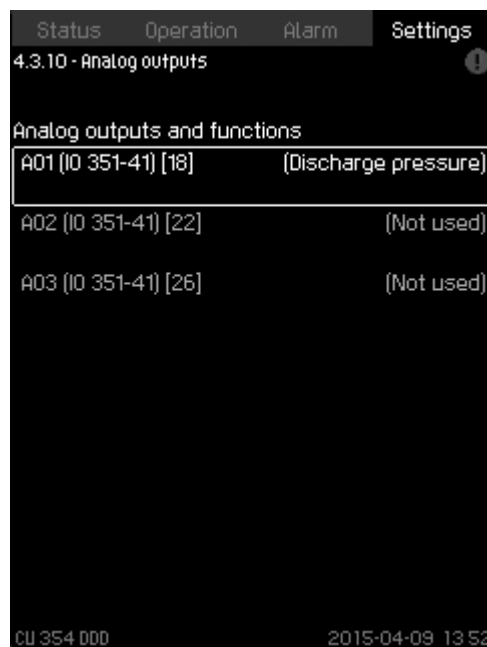 Status Operation Alarm Settings
4.3.10 - Analog outputs
Analog outputs and functions
AO1 (IO 351-41) [18] (Discharge pressure)
AO2 (IO 351-41) [22] (Not used)
AO3 (IO 351-41) [26] (Not used)
CU 354 DDD 2015-04-09 13:52